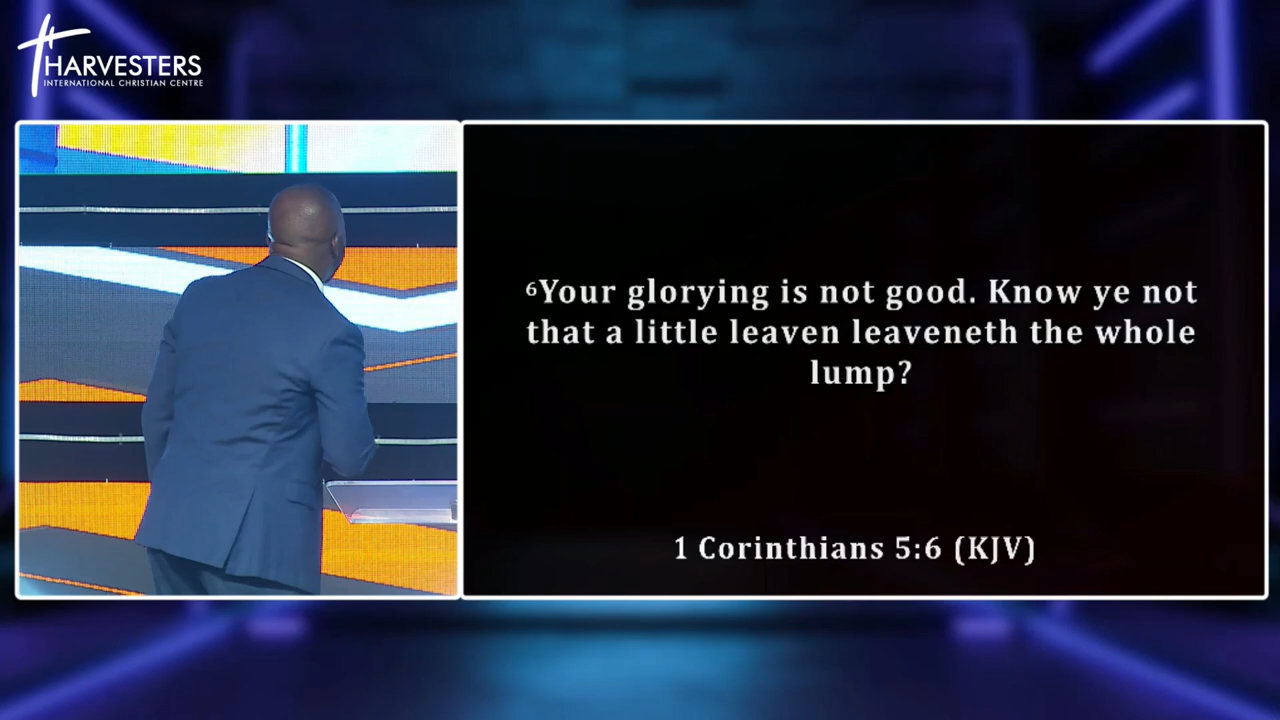 HARVESTERS
INTERNATIONAL CHRISTIAN CENTRE
6Your glorying is not good. Know ye not
that a little leaven leaveneth the whole
lump?
1 Corinthians 5:6 (KJV)